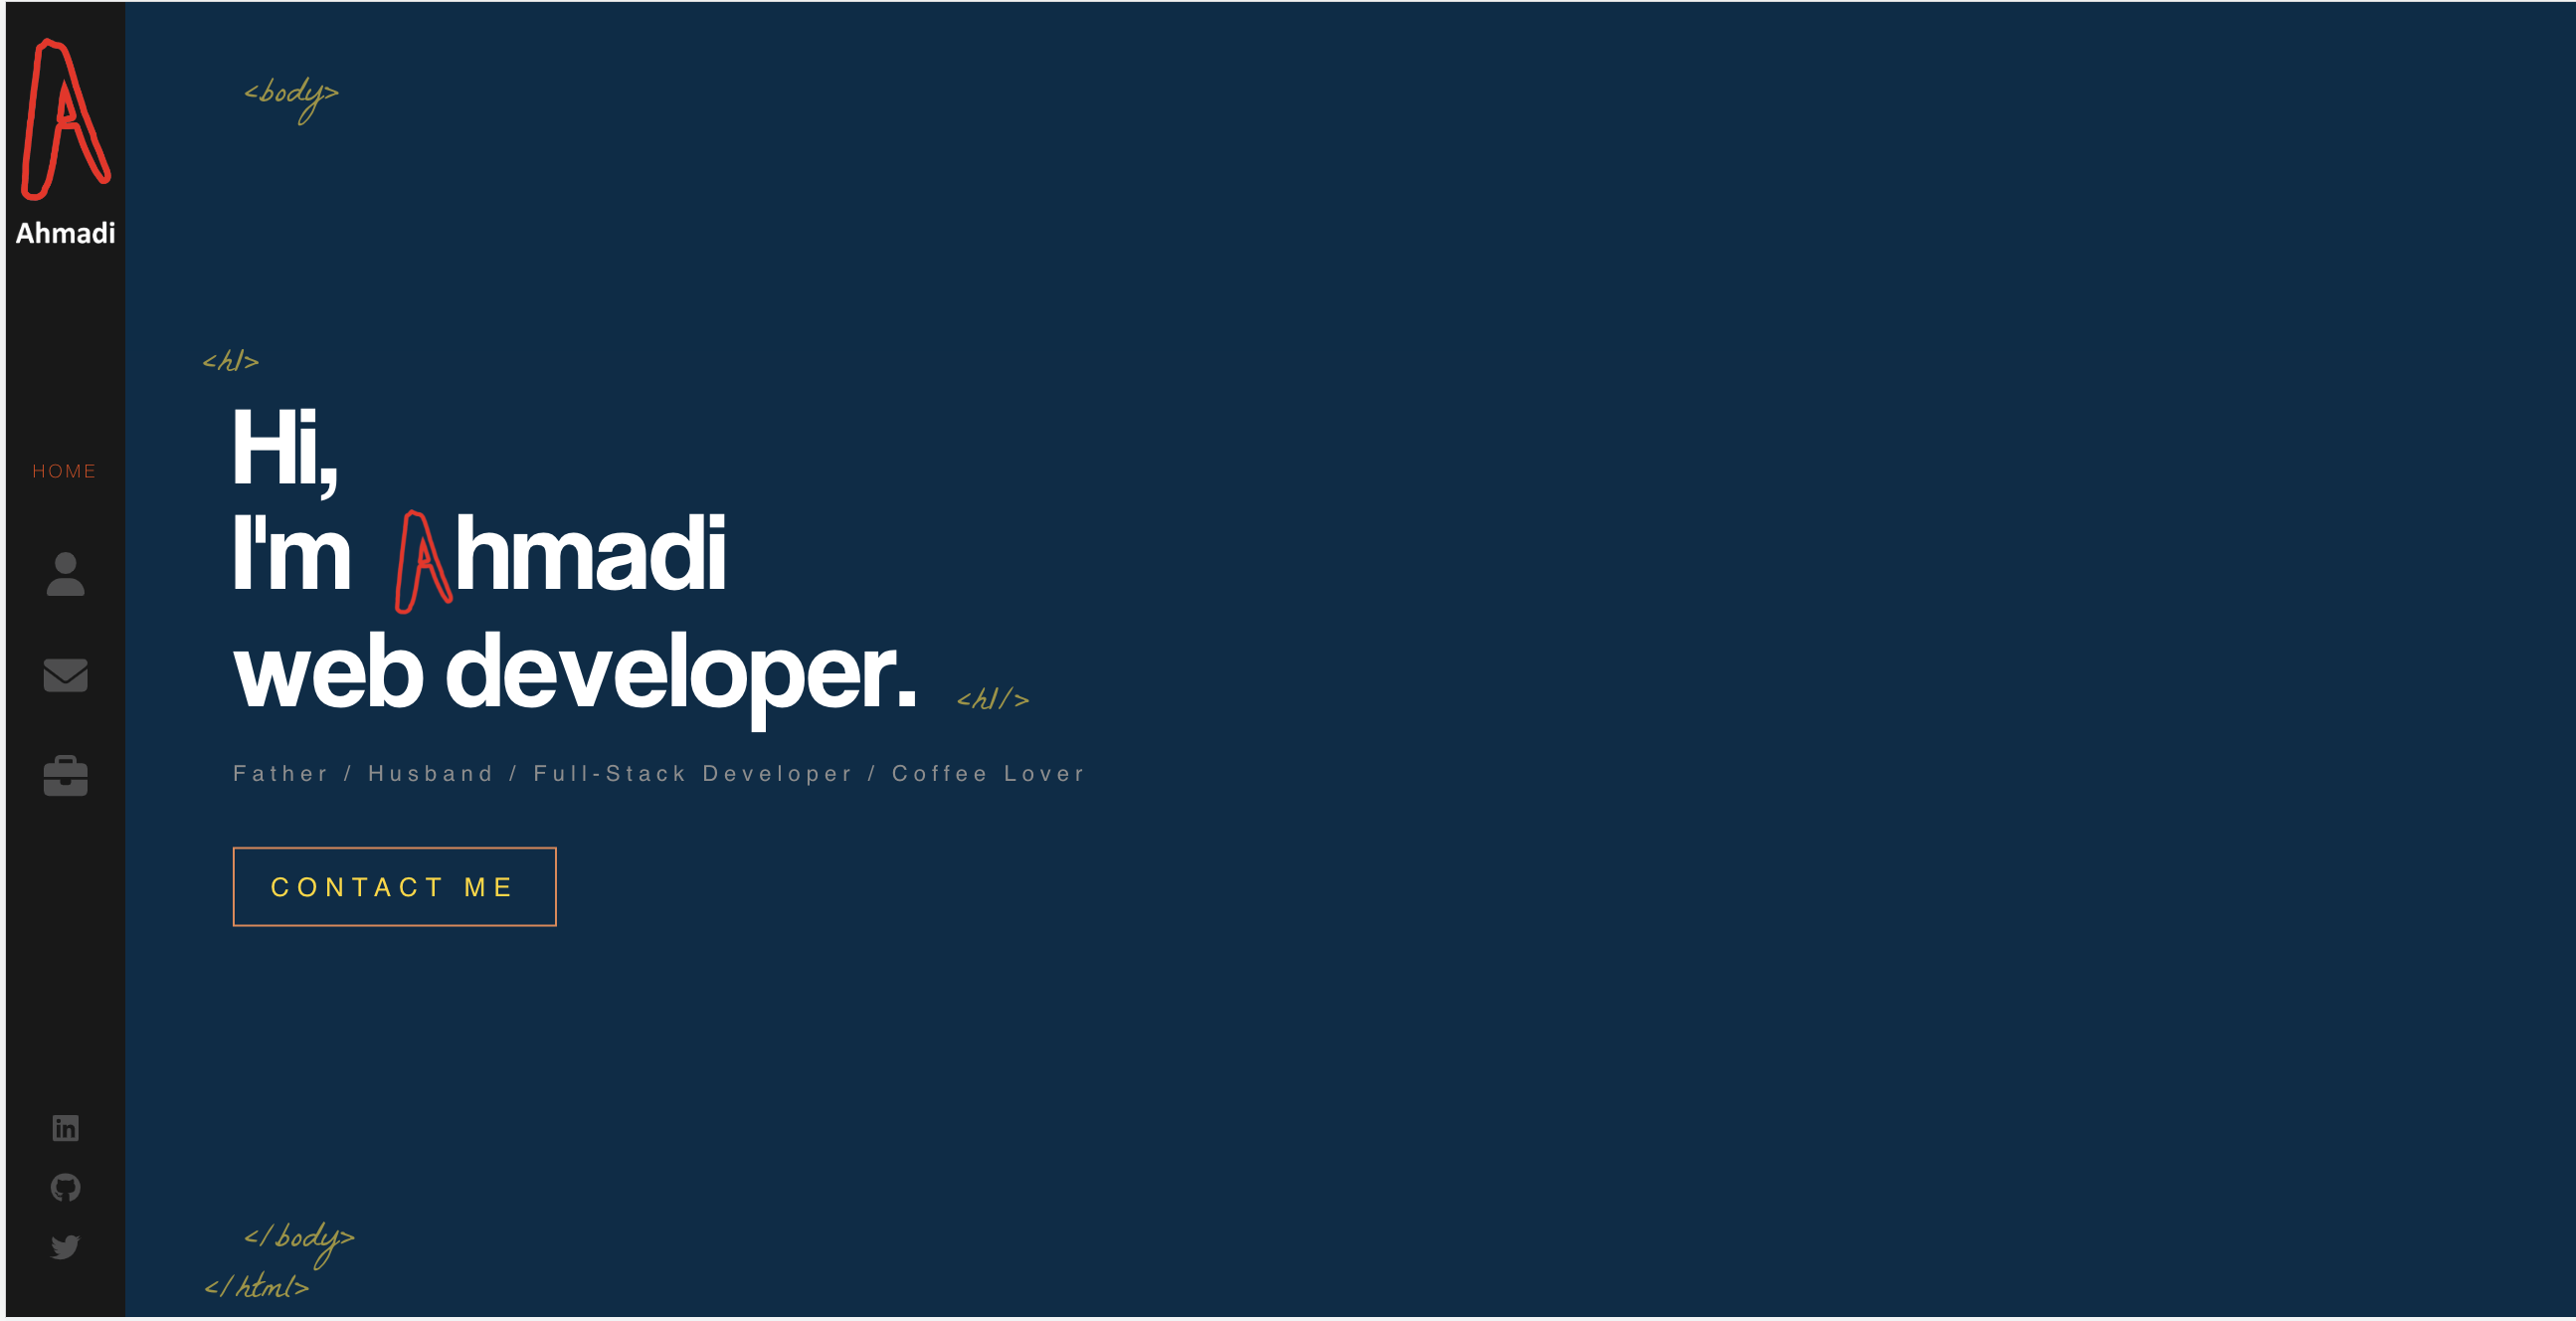 Ahmadi
HOME
<body>
<h1>
Hi,
I'm Ahmadi
web developer.
<h1/>
Father / Husband / Full-Stack Developer / Coffee Lover
CONTACT ME
in
</body>
</html>